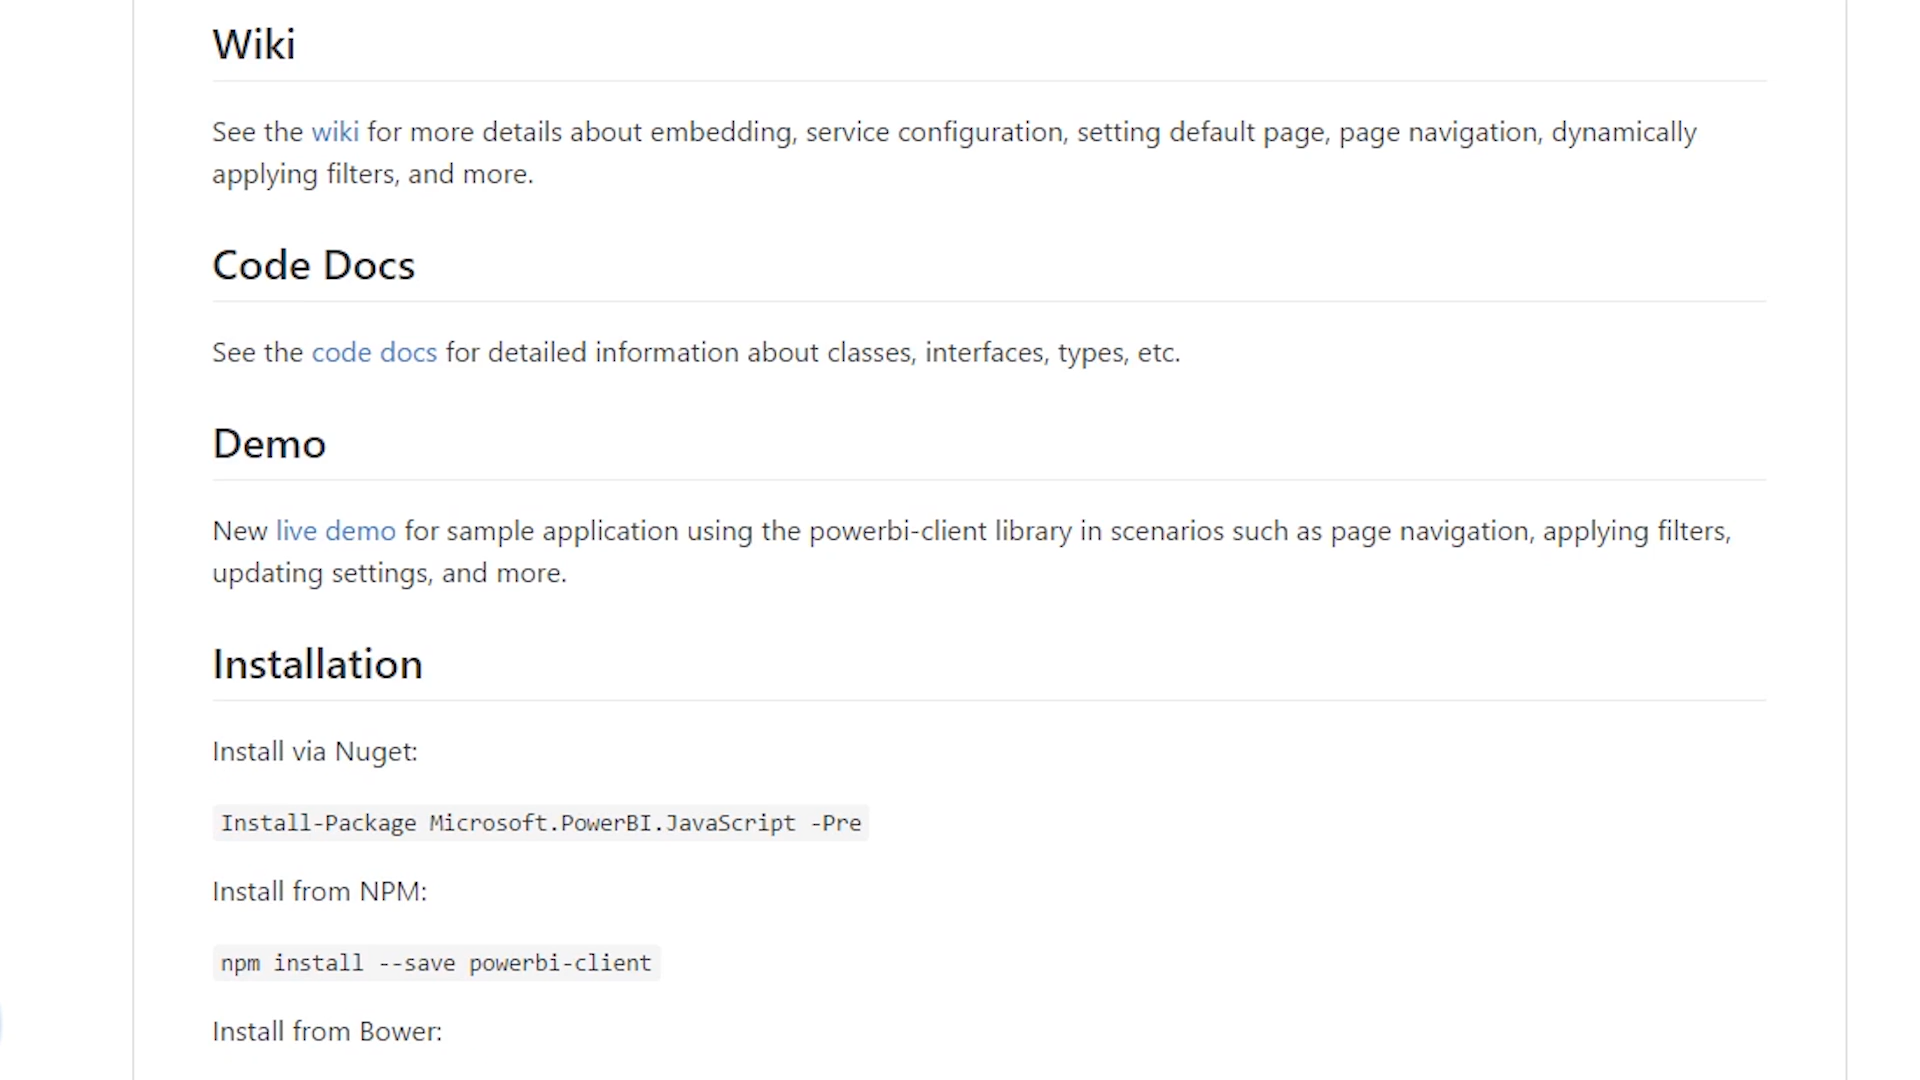 Wiki
See the wiki for more details about embedding, service configuration, setting default page, page navigation, dynamically
applying filters, and more.
Code Docs
See the code docs for detailed information about classes, interfaces, types, etc.
Demo
New live demo for sample application using the powerbi-client library in scenarios such as page navigation, applying filters,
updating settings, and more.
Installation
Install via Nuget:
Install-Package Microsoft.PowerBI.JavaScript -Pre
Install from NPM:
npm install --save powerbi-client
Install from Bower: